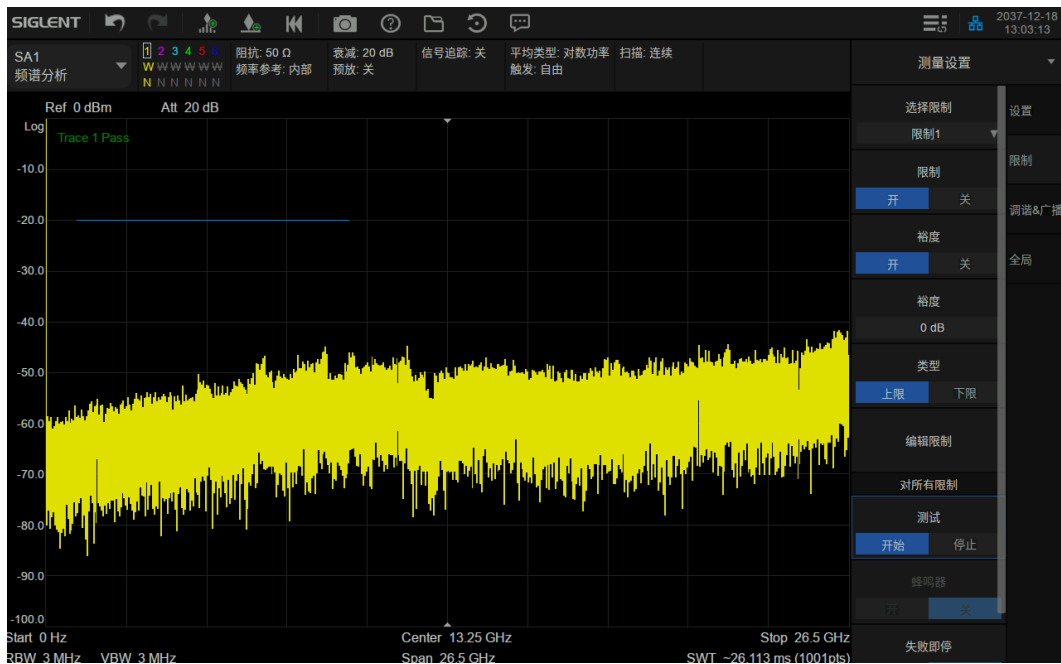 SIGLENT
2037-12-18
13:03:13
SA1
频谱分析
1 2 3 4 5 6
W W W W W W
N N N N N N
阻抗: 50 Ω
频率参考: 内部
衰减: 20 dB
预放: 关
信号追踪: 关
平均类型: 对数功率
触发: 自由
扫描: 连续
测量设置
Ref 0 dBm
Att 20 dB
Log
Trace 1 Pass
-10.0
-20.0
-30.0
-40.0
-50.0
-60.0
-70.0
-80.0
-90.0
-100.0
Start 0 Hz
Center 13.25 GHz
Stop 26.5 GHz
RBW 3 MHz
VBW 3 MHz
Span 26.5 GHz
SWT ~26.113 ms (1001pts)
选择限制
限制1
限制
开 关
裕度
开 关
裕度
0 dB
类型
上限 下限
编辑限制
对所有限制
测试
开始 停止
蜂鸣器
开 关
失败即停
设置
限制
调谐&广播
全局